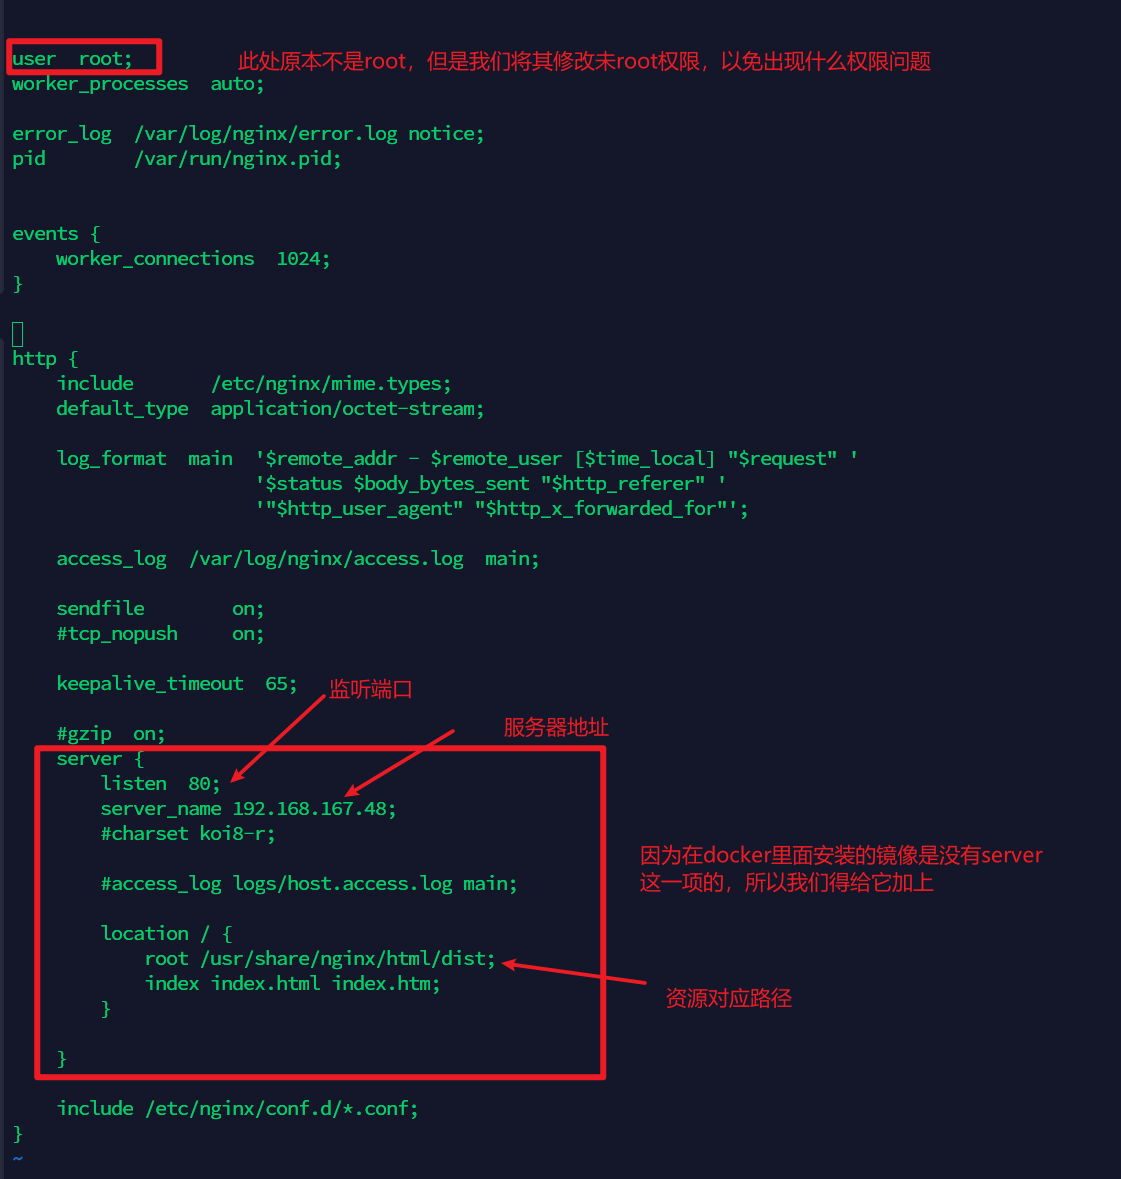 user  root;
此处原本不是root，但是我们将其修改未root权限，以免出现什么权限问题
worker_processes  auto;
error_log  /var/log/nginx/error.log notice;
pid        /var/run/nginx.pid;
events {
    worker_connections  1024;
}
http {
    include       /etc/nginx/mime.types;
    default_type  application/octet-stream;
    log_format  main  '$remote_addr - $remote_user [$time_local] "$request" '
                      '$status $body_bytes_sent "$http_referer" '
                      '"$http_user_agent" "$http_x_forwarded_for"';
    access_log  /var/log/nginx/access.log  main;
    sendfile        on;
    #tcp_nopush     on;
    keepalive_timeout  65;
监听端口
    #gzip  on;
服务器地址
    server {
        listen  80;
        server_name 192.168.167.48;
        #charset koi8-r;
因为在docker里面安装的镜像是没有server
这一项的，所以我们得给它加上
        #access_log logs/host.access.log main;
        location / {
            root /usr/share/nginx/html/dist;
            index index.html index.htm;
资源对应路径
        }
    }
    include /etc/nginx/conf.d/*.conf;
}
~